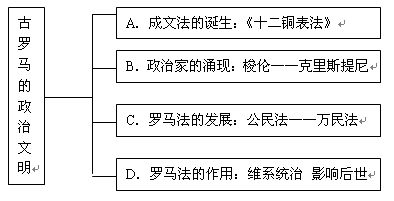 古罗马的政治文明
A．成文法的诞生：《十二铜表法》
B．政治家的涌现：梭伦——克里斯提尼
C．罗马法的发展：公民法——万民法
D．罗马法的作用：维系统治 影响后世